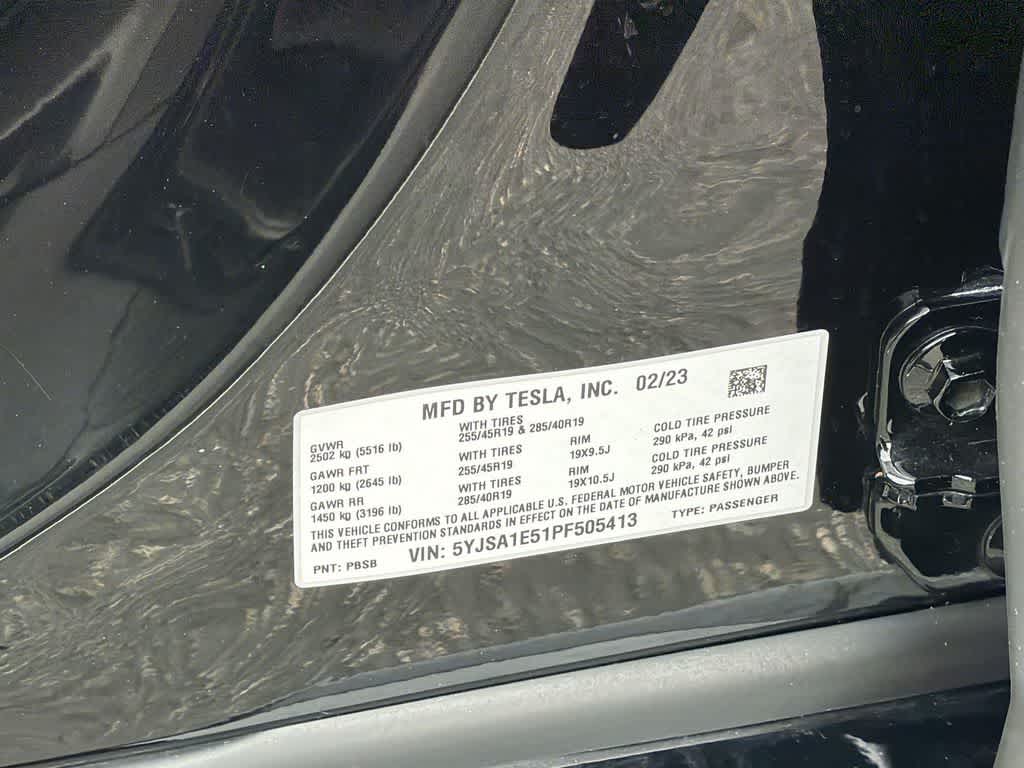 MFD BY TESLA, INC. 02/23
GVWR WITH TIRES
2502 kg (5516 lb) 255/45R19 & 285/40R19
GAWR FRT WITH TIRES RIM COLD TIRE PRESSURE
1200 kg (2645 lb) 255/45R19 19X9.5J 290 kPa, 42 psi
GAWR RR WITH TIRES RIM COLD TIRE PRESSURE
1450 kg (3196 lb) 285/40R19 19X10.5J 290 kPa, 42 psi
THIS VEHICLE CONFORMS TO ALL APPLICABLE U.S. FEDERAL MOTOR VEHICLE SAFETY, BUMPER
AND THEFT PREVENTION STANDARDS IN EFFECT ON THE DATE OF MANUFACTURE SHOWN ABOVE.
PNT: PBSB VIN: 5YJSA1E51PF505413 TYPE: PASSENGER